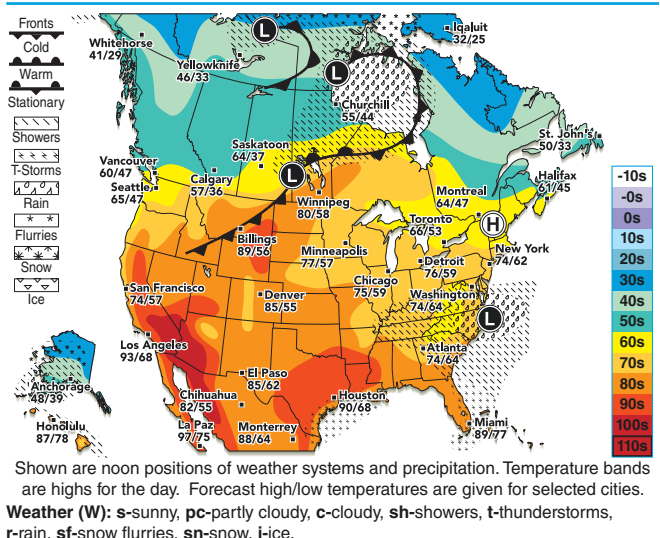 Fronts
Cold
Warm
Stationary
Showers
T-Storms
Rain
Flurries
Snow
Ice
Whitehorse
41/29
Yellowknife
46/33
Iqaluit
32/25
L
L
Churchill
55/44
St. John's
50/33
Saskatoon
64/37
Vancouver
60/47
Seattle
65/47
Calgary
57/36
L
Winnipeg
80/58
Montreal
64/47
Halifax
61/45
Toronto
66/53
H
Billings
89/56
Minneapolis
77/57
New York
74/62
Detroit
76/59
Chicago
75/59
Washington
74/64
San Francisco
74/57
Denver
85/55
L
Los Angeles
93/68
Atlanta
74/64
El Paso
85/62
Anchorage
48/39
Chihuahua
82/55
Houston
90/68
Honolulu
87/78
La Paz
97/75
Monterrey
88/64
Miami
89/77
-10s
-0s
0s
10s
20s
30s
40s
50s
60s
70s
80s
90s
100s
110s
Shown are noon positions of weather systems and precipitation. Temperature bands
are highs for the day. Forecast high/low temperatures are given for selected cities.
Weather (W): s-sunny, pc-partly cloudy, c-cloudy, sh-showers, t-thunderstorms,
r-rain, sf-snow flurries, sn-snow, i-ice.